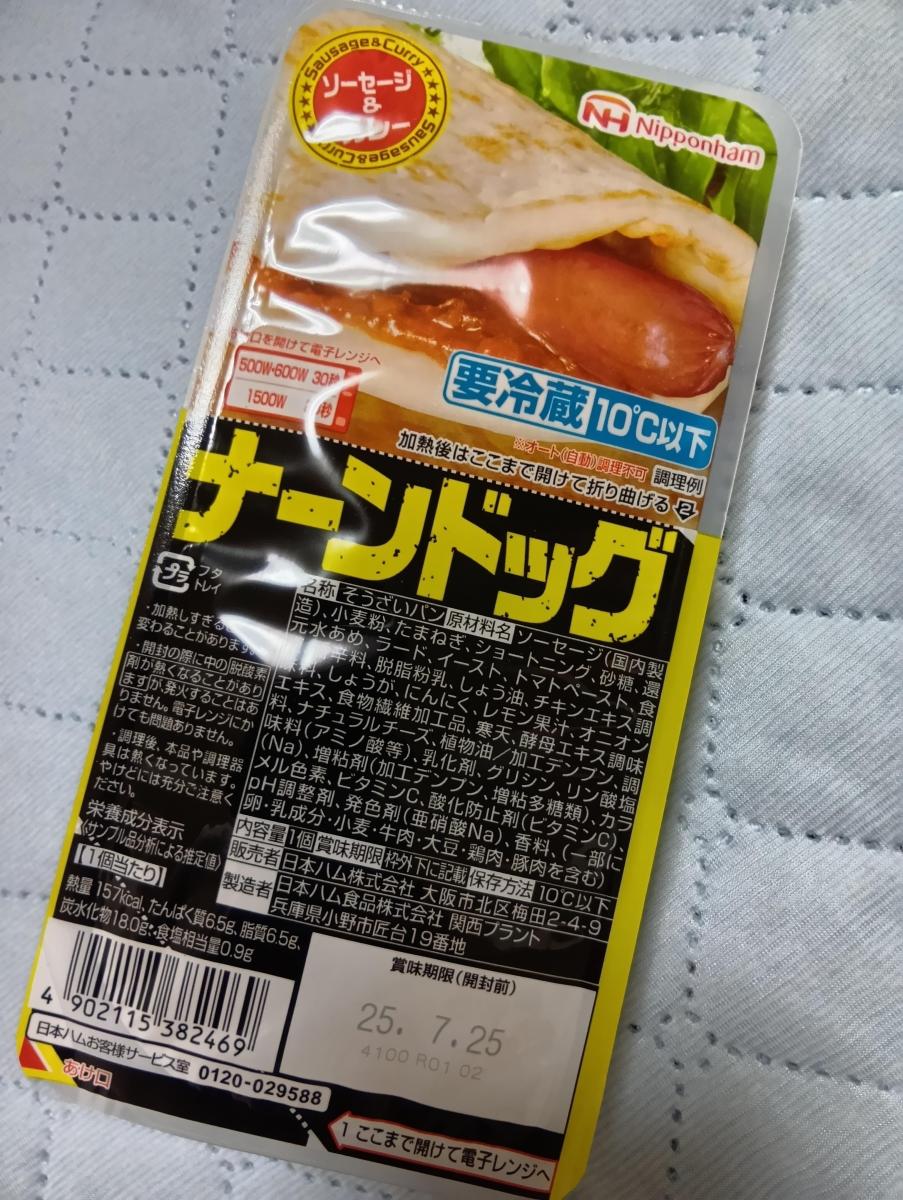 Sausage&Curry
ソーセージ
&
Sausage&Curry
NH Nipponham
口を開けて電子レンジへ
500W・600W 30秒
1500W 秒
要冷蔵 10℃以下
※オート(自動)調理不可 調理例
加熱後はここまで開けて折り曲げる 2
ナーンドッグ
プラ
フタ
トレイ
・加熱しすぎる
変わることがあります。
・開封の際に中の脱酸素
剤が熱くなることがあり
ますが、発火することはあ
りません。電子レンジにか
けても問題ありません。
・調理後、本品や調理器
具は熱くなっています。
やけどには充分ご注意く
ださい。
栄養成分表示
(サンプル品分析による推定値)
【1個当たり】
熱量 157kcal、たんぱく質6.5g、脂質6.5g、
炭水化物18.0g、食塩相当量0.9g
名称 そうざいパン 原材料名 ソーセージ(国内製
造)、小麦粉、たまねぎ、ショートニング、砂糖、還
元水あめ、ラード、イースト、トマトペースト、食
辛料、脱脂粉乳、しょう油、チキンエキス調
味料、しょうが、にんにく、レモン果汁、オニオン
エキス、食物繊維加工品、寒天、酵母エキス調味
料、ナチュラルチーズ、植物油／加工デンプン、調
味料(アミノ酸等)、乳化剤、グリシン、リン酸塩
(Na)、増粘剤(加工デンプン、増粘多糖類)、カラ
メル色素、ビタミンC、酸化防止剤(ビタミンC)、
pH調整剤、発色剤(亜硝酸Na)、香料、(一部に
卵・乳成分・小麦・牛肉・大豆・鶏肉・豚肉を含む)
内容量 1個 賞味期限 枠外下に記載 保存方法 10℃以下
販売者 日本ハム株式会社 大阪市北区梅田2-4-9
製造者 日本ハム食品株式会社 関西プラント
兵庫県小野市匠台19番地
賞味期限(開封前)
25. 7.25
4100 R01 02
4 902115 382469
日本ハムお客様サービス室 0120-029588
あけ口
1 ここまで開けて電子レンジへ